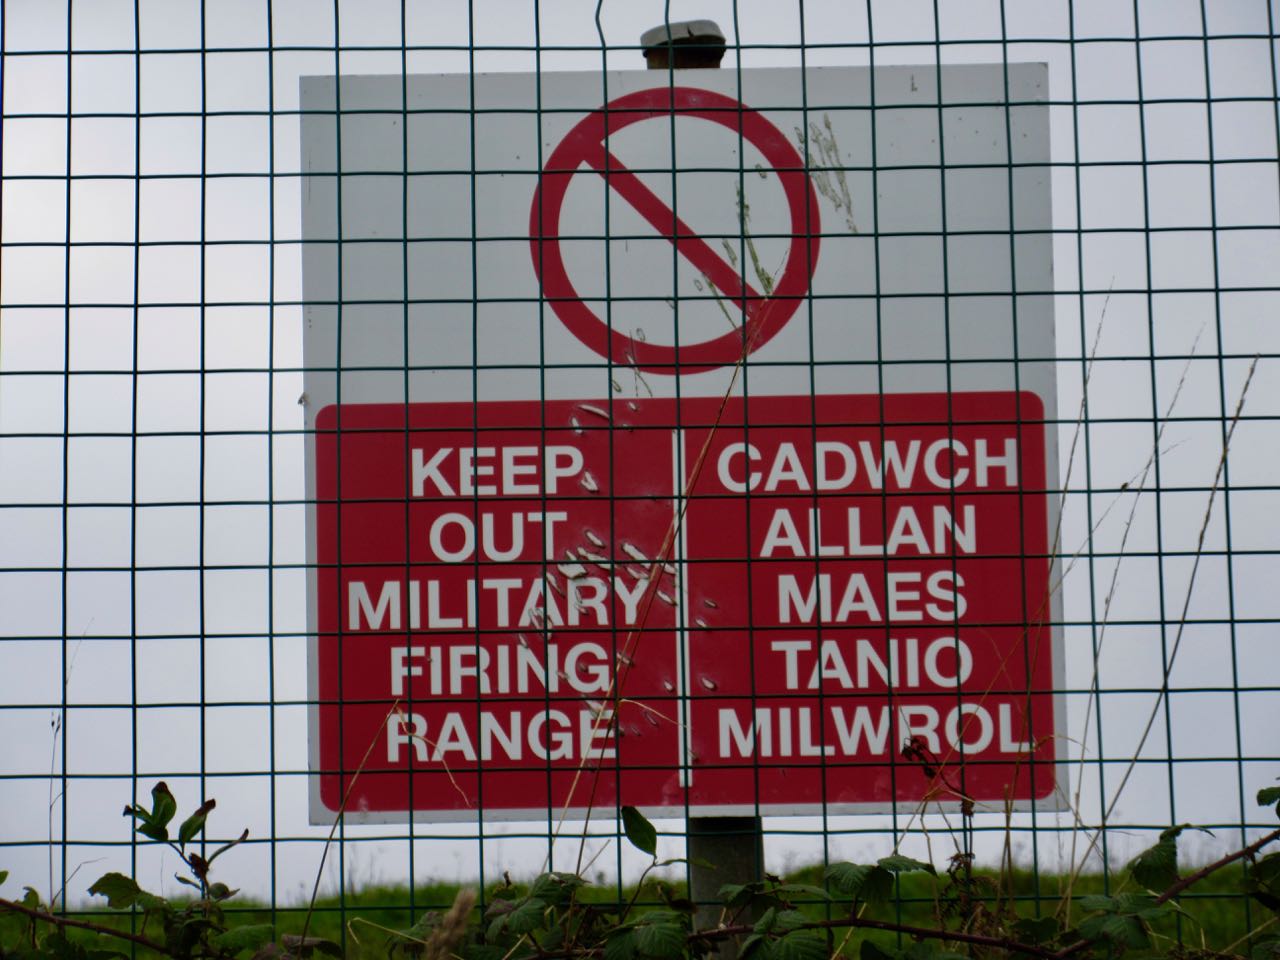 KEEP
OUT
MILITARY
FIRING
RANGE
CADWCH
ALLAN
MAES
TANIO
MILWROL